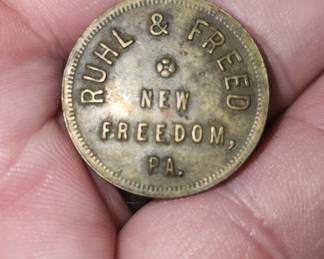 RUHL & FREED
NEW
FREEDOM,
PA.